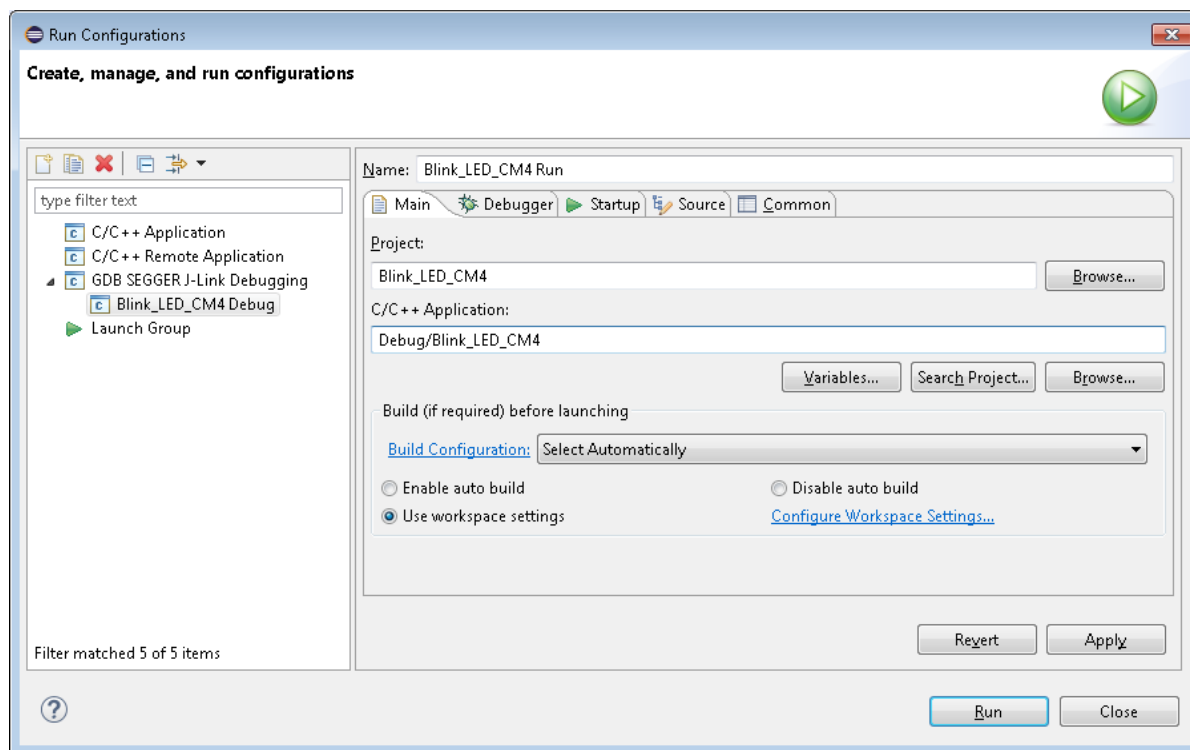 Run Configurations
Create, manage, and run configurations
Name: Blink_LED_CM4 Run
type filter text
Main Debugger Startup Source Common
C/C++ Application
C/C++ Remote Application
GDB SEGGER J-Link Debugging
Blink_LED_CM4 Debug
Launch Group
Filter matched 5 of 5 items
Project:
Blink_LED_CM4 Browse...
C/C++ Application:
Debug/Blink_LED_CM4
Variables... Search Project... Browse...
Build (if required) before launching
Build Configuration: Select Automatically
Enable auto build Disable auto build
Use workspace settings Configure Workspace Settings...
Revert Apply
Run Close